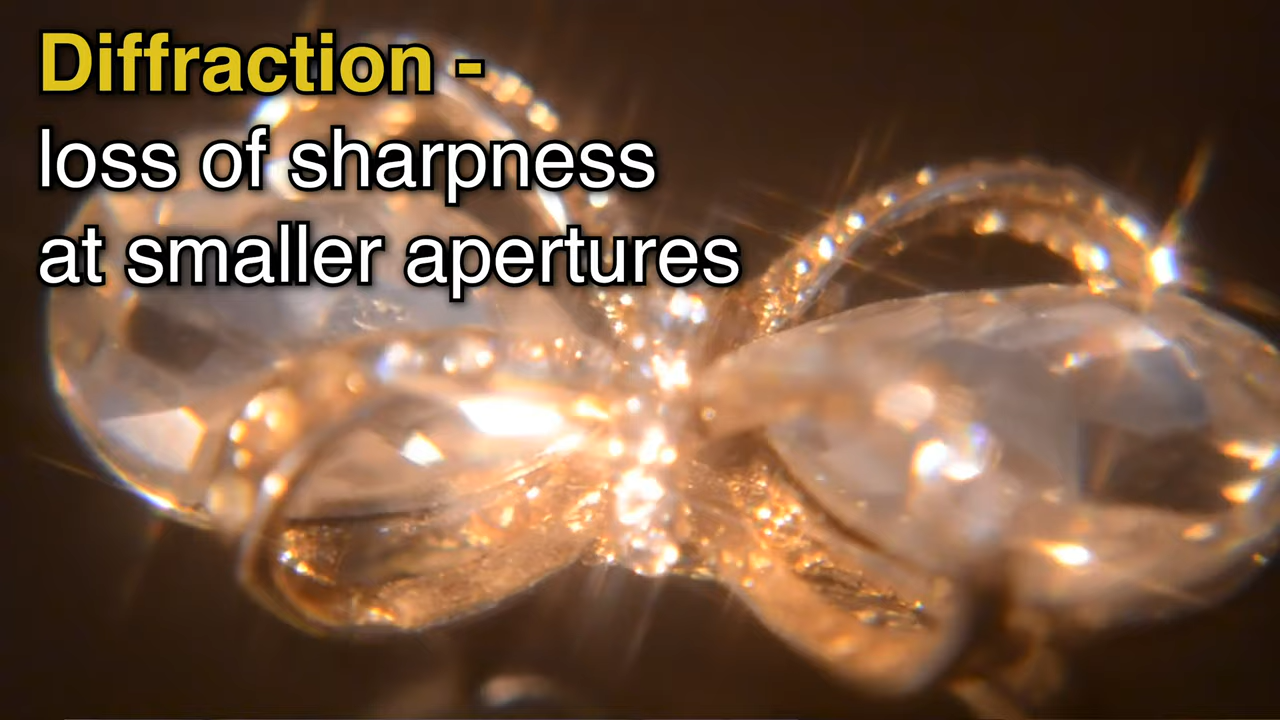 Diffraction -
loss of sharpness
at smaller apertures